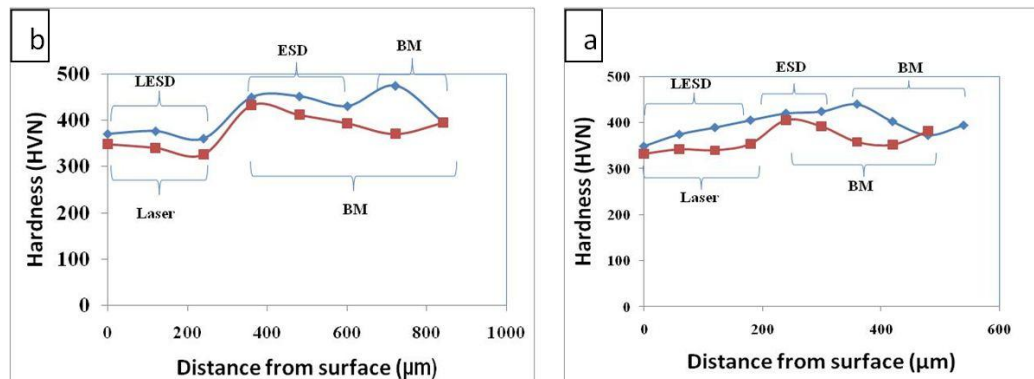 b
BM
ESD
500
LESD
400
300
Laser
BM
200
100
0
0 200 400 600 800 1000
Hardness (HVN)
Distance from surface (µm)
a
ESD
BM
LESD
500
400
300
Laser
BM
200
100
0
0 200 400 600
Hardness (HVN)
Distance from surface (µm)